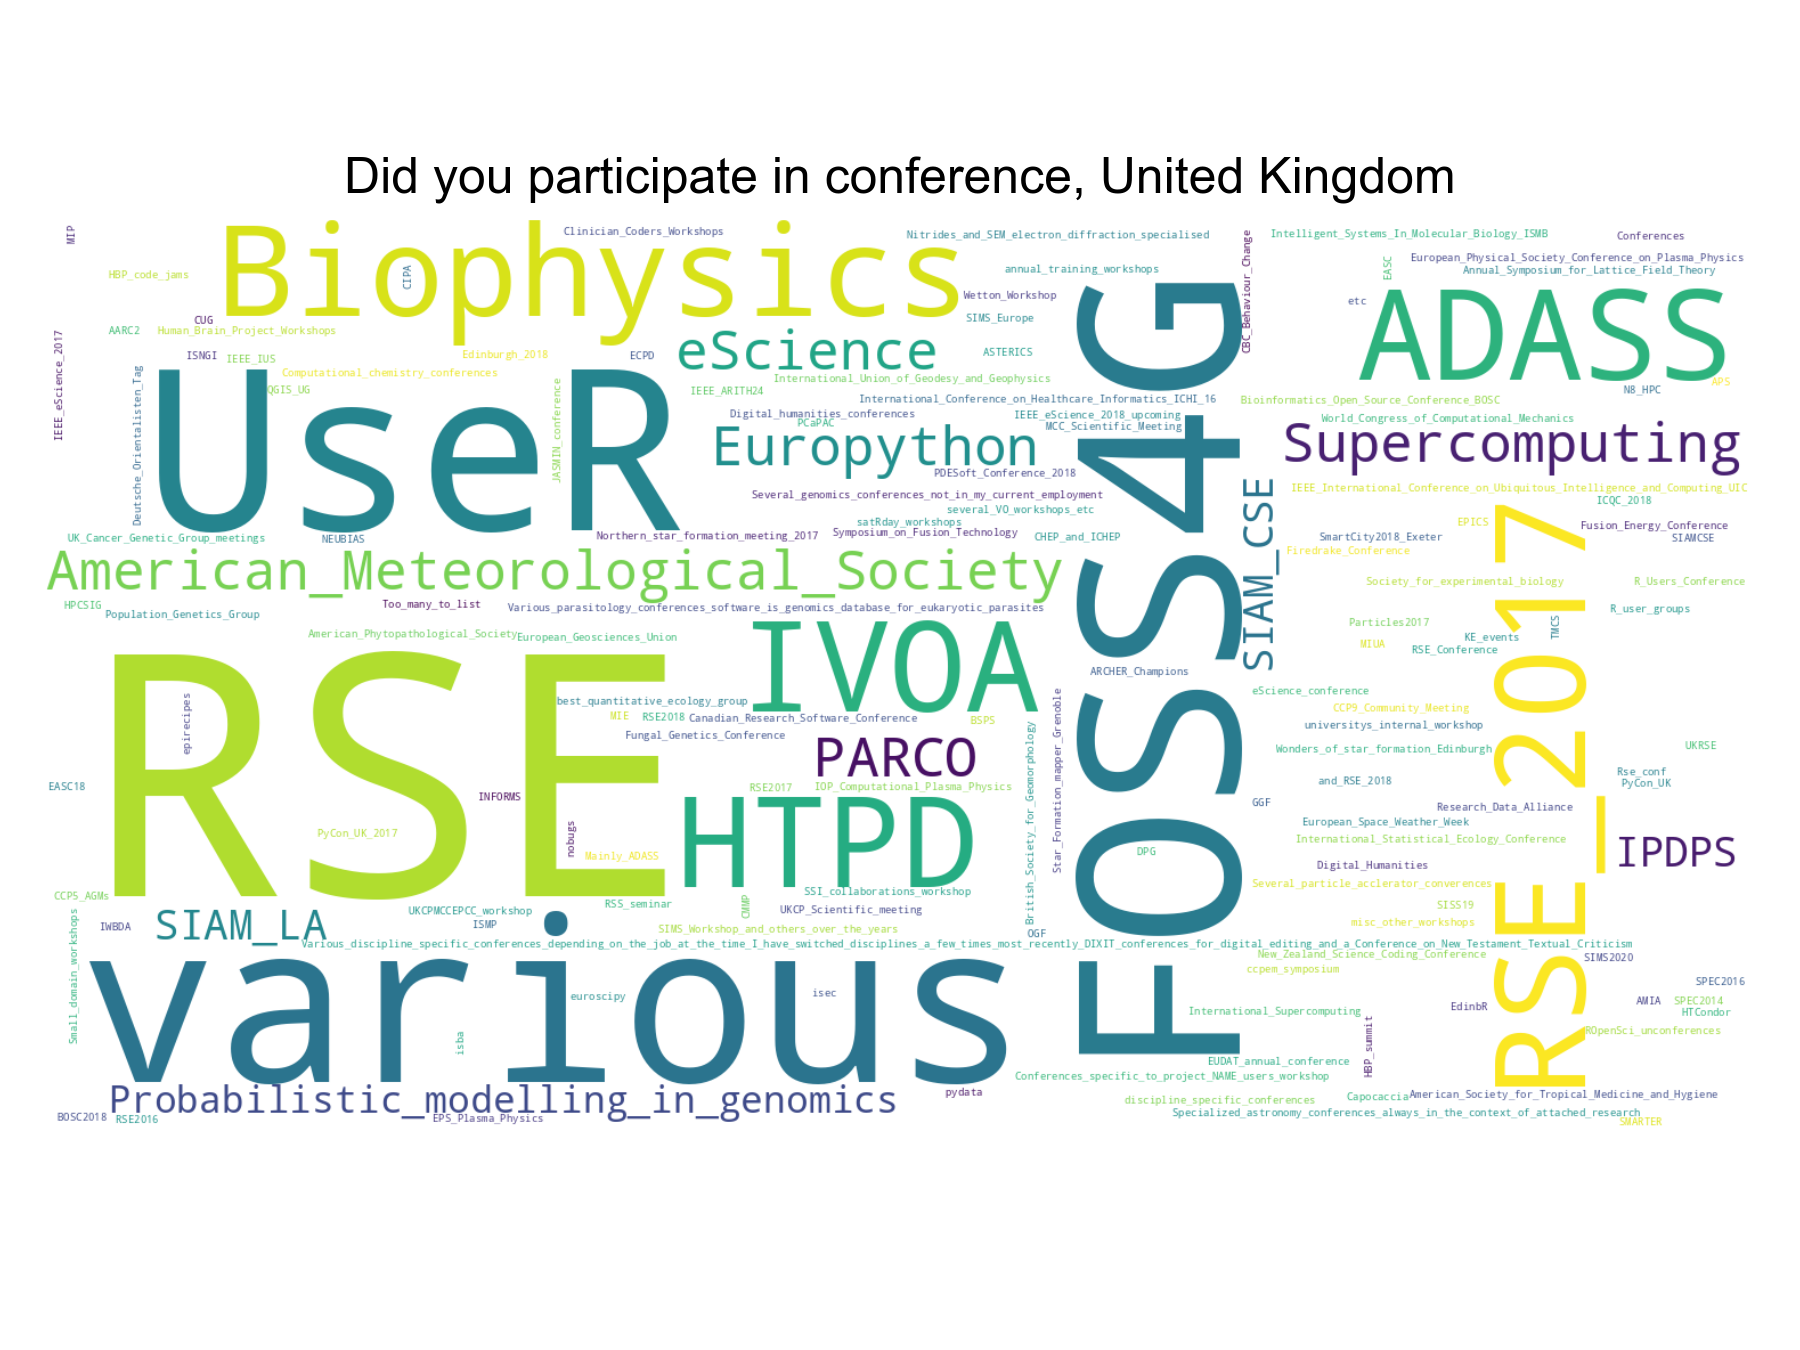 Did you participate in conference, United Kingdom
MIP
Biophysics
Clinician_Coders_Workshops
Nitrides_and_SEM_electron_diffraction_specialised
CBC_Behaviour_Change
Intelligent_Systems_In_Molecular_Biology_ISMB
Conferences
European_Physical_Society_Conference_on_Plasma_Physics
HBP_code_jams
CIPA
annual_training_workshops
EASC
Annual_Symposium_for_Lattice_Field_Theory
Wetton_Workshop
etc
ADASS
CUG
SIMS_Europe
AARC2
Human_Brain_Project_Workshops
IEEE_eScience_2017
ISNGI
IEEE_IUS
Edinburgh_2018
ECPD
eScience
ASTERICS
Computational_chemistry_conferences
International_Union_of_Geodesy_and_Geophysics
APS
Deutsche_Orientalisten_Tag
QGIS_UG
JASMIN_conference
IEEE_ARITH24
International_Conference_on_Healthcare_Informatics_ICHI_16
Bioinformatics_Open_Source_Conference_BOSC
N8_HPC
UseR
Digital_humanities_conferences
IEEE_eScience_2018_upcoming
World_Congress_of_Computational_Mechanics
PCaPAC
MCC_Scientific_Meeting
Europython
FOSS4G
Supercomputing
PDESoft_Conference_2018
SIAM_CSE
IEEE_International_Conference_on_Ubiquitous_Intelligence_and_Computing_UIC
Several_genomics_conferences_not_in_my_current_employment
ICQC_2018
several_VO_workshops_etc
satRday_workshops
EPICS
RSE_2017
Fusion_Energy_Conference
UK_Cancer_Genetic_Group_meetings
NEUBIAS
Northern_star_formation_meeting_2017
Symposium_on_Fusion_Technology
CHEP_and_ICHEP
SmartCity2018_Exeter
SIAMCSE
Firedrake_Conference
American_Meteorological_Society
Society_for_experimental_biology
R_Users_Conference
HPCSIG
Population_Genetics_Group
Too_many_to_list
Various_parasitology_conferences_software_is_genomics_database_for_eukaryotic_parasites
R_user_groups
American_Phytopathological_Society
European_Geosciences_Union
Particles2017
TMCS
KE_events
MIUA
RSE_Conference
IVOA
RSE
ARCHER_Champions
epirecipes
best_quantitative_ecology_group
Star_Formation_mapper_Grenoble
eScience_conference
MIE
RSE2018
Canadian_Research_Software_Conference
BSPS
British_Society_for_Geomorphology
CCP9_Community_Meeting
universitys_internal_workshop
Fungal_Genetics_Conference
PARCO
Wonders_of_star_formation_Edinburgh
UKRSE
EASC18
INFORMS
RSE2017
IOP_Computational_Plasma_Physics
and_RSE_2018
Rse_conf
PyCon_UK
HTPD
GGF
Research_Data_Alliance
PyCon_UK_2017
nobugs
European_Space_Weather_Week
International_Statistical_Ecology_Conference
Mainly_ADASS
DPG
Digital_Humanities
IPDPS
CCP5_AGMs
SSI_collaborations_workshop
Several_particle_acclerator_converences
Small_domain_workshops
SIAM_LA
UKCPMCCEPCC_workshop
RSS_seminar
CMMP
UKCP_Scientific_meeting
SISS19
IWBDA
ISMP
SIMS_Workshop_and_others_over_the_years
OGF
misc_other_workshops
Various_discipline_specific_conferences_depending_on_the_job_at_the_time_I_have_switched_disciplines_a_few_times_most_recently_DIXIT_conferences_for_digital_editing_and_a_Conference_on_New_Testament_Textual_Criticism
New_Zealand_Science_Coding_Conference
SIMS2020
various
ccpem_symposium
SPEC2016
euroscipy
isec
isba
International_Supercomputing
HBP_summit
EdinbR
AMIA
SPEC2014
HTCondor
ROpenSci_unconferences
EUDAT_annual_conference
Conferences_specific_to_project_NAME_users_workshop
Probabilistic_modelling_in_genomics
pydata
discipline_specific_conferences
Capocaccia
American_Society_for_Tropical_Medicine_and_Hygiene
BOSC2018
RSE2016
EPS_Plasma_Physics
Specialized_astronomy_conferences_always_in_the_context_of_attached_research
SMARTER